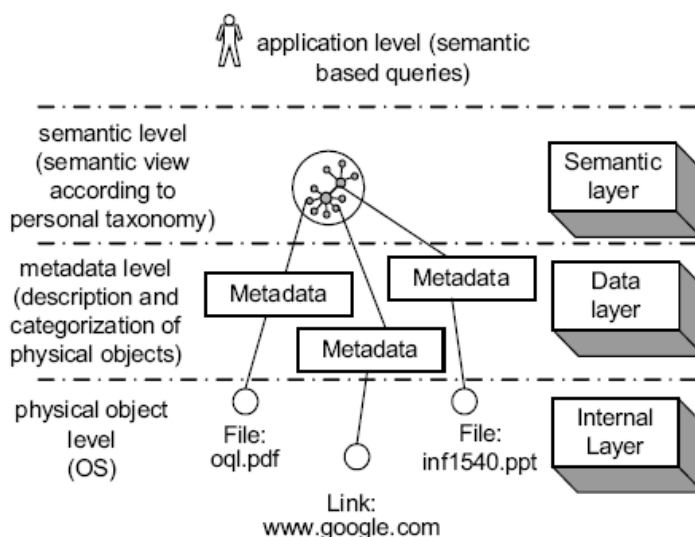 application level (semantic
based queries)
semantic level
(semantic view
according to
personal taxonomy)
Semantic
layer
metadata level
(description and
categorization of
physical objects)
Metadata
Metadata
Metadata
Data
layer
physical object
level
(OS)
File:
oql.pdf
Link:
www.google.com
File:
inf1540.ppt
Internal
Layer